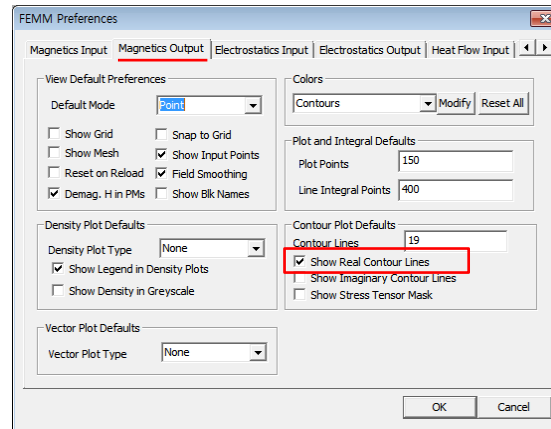 FEMM Preferences
Magnetics Input Magnetics Output Electrostatics Input Electrostatics Output Heat Flow Input
View Default Preferences
Default Mode Point
Show Grid Snap to Grid
Show Mesh Show Input Points
Reset on Reload Field Smoothing
Demag. H in PMs Show Blk Names
Colors
Contours Modify Reset All
Plot and Integral Defaults
Plot Points 150
Line Integral Points 400
Density Plot Defaults
Density Plot Type None
Show Legend in Density Plots
Show Density in Greyscale
Contour Plot Defaults
Contour Lines 19
Show Real Contour Lines
Show Imaginary Contour Lines
Show Stress Tensor Mask
Vector Plot Defaults
Vector Plot Type None
OK Cancel